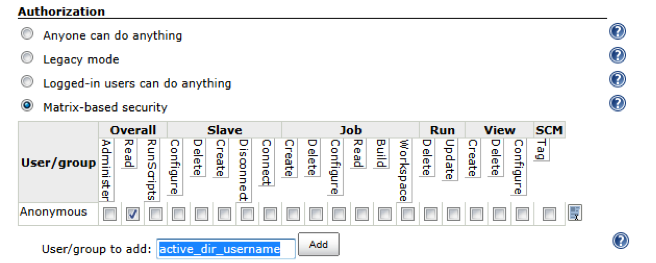 Authorization
Anyone can do anything
Legacy mode
Logged-in users can do anything
Matrix-based security
User/group Overall Slave Job Run View SCM
Administer Read RunScripts Configure Delete Create Disconnect Connect Create Delete Configure Read Build Workspace Delete Update Create Delete Configure Tag
Anonymous
User/group to add: active_dir_username Add